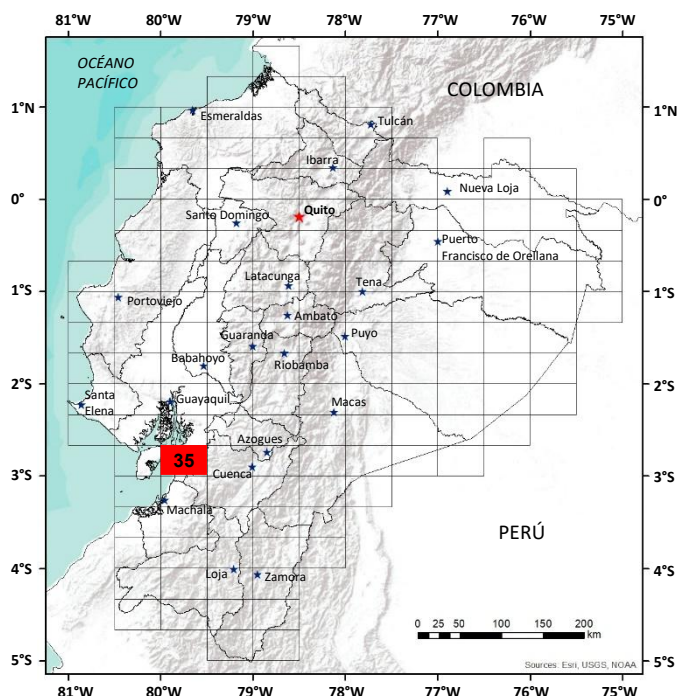 81°W 80°W 79°W 78°W 77°W 76°W 75°W
OCÉANO
PACÍFICO
COLOMBIA
1°N 1°N
Esmeraldas
Tulcán
Ibarra
Nueva Loja
0° 0°
Santo Domingo
Quito
Puerto
Francisco de Orellana
Latacunga
Tena
1°S 1°S
Portoviejo
Ambato
Guaranda
Puyo
Babahoyo
Riobamba
2°S 2°S
Santa
Elena
Guayaquil
Macas
Azogues
35
Cuenca
3°S 3°S
Machala
PERÚ
4°S 4°S
Loja
Zamora
0 25 50 100 150 200
km
5°S 5°S
Sources: Esri, USGS, NOAA
81°W 80°W 79°W 78°W 77°W 76°W 75°W